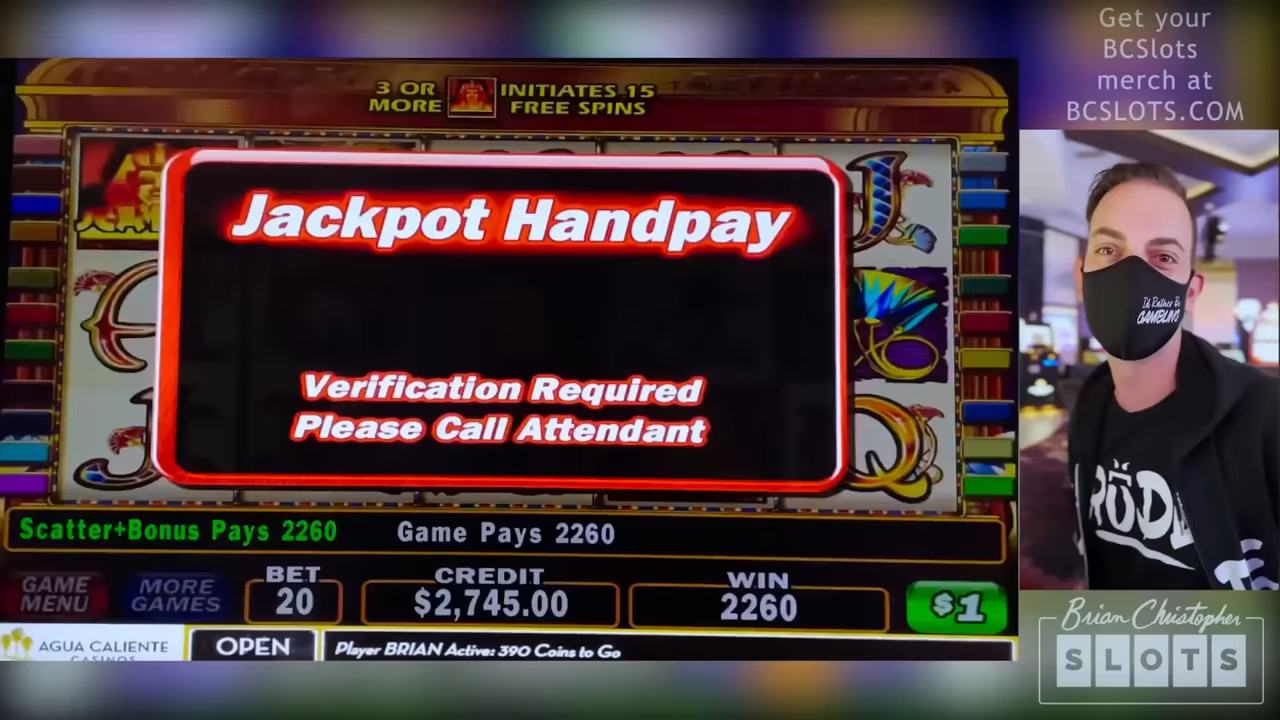 Get your
BCSlots
merch at
BCSLOTS.COM
3 OR
MORE
INITIATES 15
FREE SPINS
Jackpot Handpay
Verification Required
Please Call Attendant
Scatter+Bonus Pays 2260
Game Pays 2260
GAME
MENU
MORE
GAMES
BET
20
CREDIT
$2,745.00
WIN
2260
$1
AGUA CALIENTE
CASINOS
OPEN
Player BRIAN Active: 390 Coins to Go
I'd Rather Be
GAMBLING
Brian Christopher
SLOTS